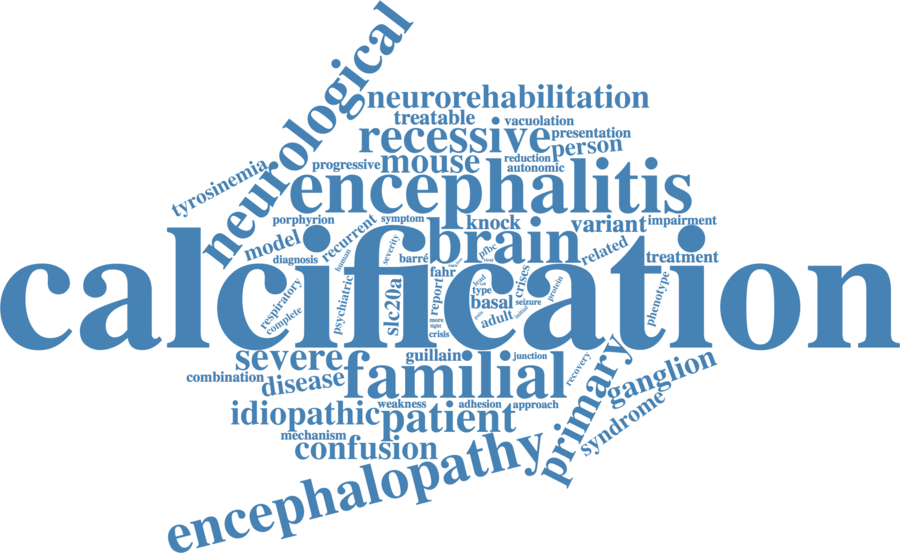 neurological
neurorehabilitation
treatable
vacuolation
recessive
presentation
person
progressive
mouse
reduction
autonomic
tyrosinemia
encephalitis
porphyrion
symptom
knock
variant
impairment
model
recurrent
brain
diagnosis
human
severity
barré
pfbc
related
treatment
calcification
fahr
crises
respiratory
complete
psychiatric
slc20a
report
type
basal
seizure
protein
phenotype
adult
more
light
crisis
severe
guillain
junction
recovery
primary
combination
disease
familial
ganglion
weakness
adhesion
approach
idiopathic
patient
syndrome
mechanism
confusion
encephalopathy